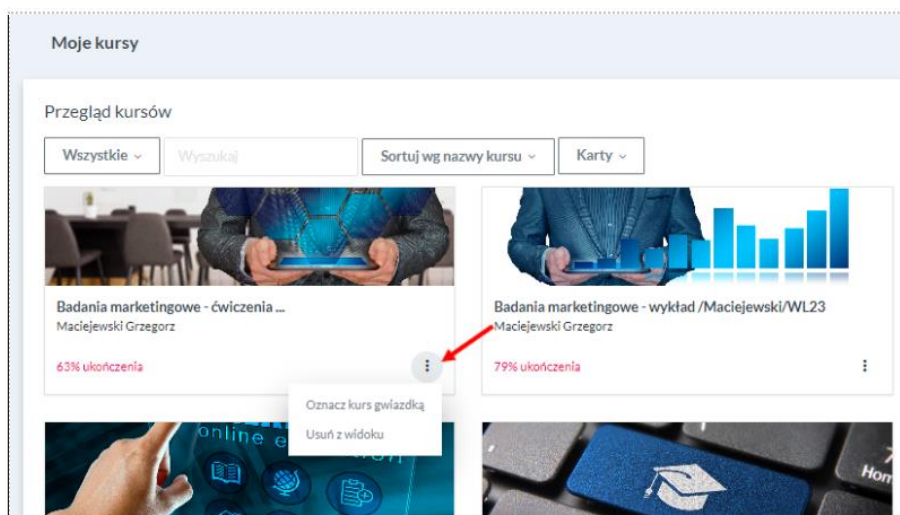 Moje kursy
Przegląd kursów
Wszystkie
Wyszukaj
Sortuj wg nazwy kursu
Karty
Badania marketingowe - ćwiczenia ...
Maciejewski Grzegorz
63% ukończenia
Badania marketingowe - wykład /Maciejewski/WL23
Maciejewski Grzegorz
79% ukończenia
Oznacz kurs gwiazdką
Usuń z widoku
online e
Hom